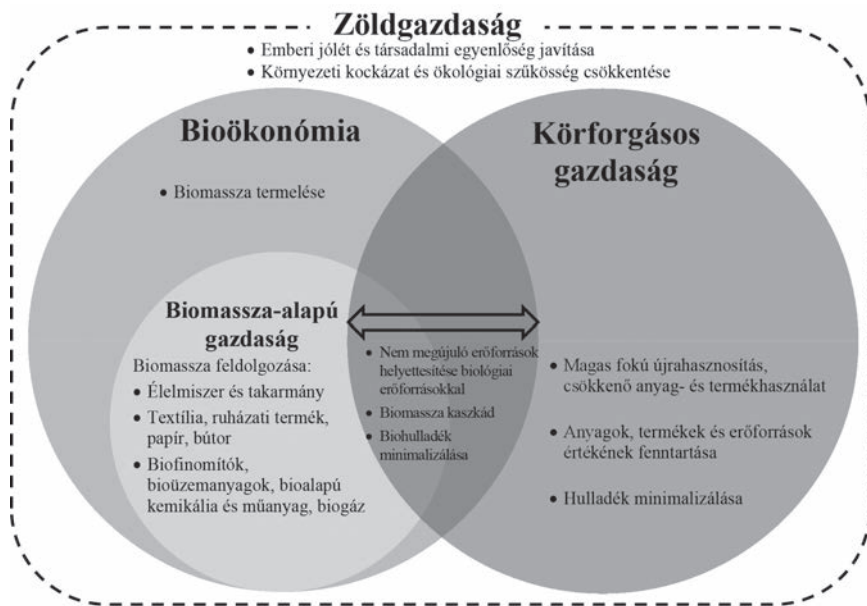 Zöldgazdaság
• Emberi jólét és társadalmi egyenlőség javítása
• Környezeti kockázat és ökológiai szűkösség csökkentése
Bioökonómia
• Biomassza termelése
Biomassza-alapú
gazdaság
Biomassza feldolgozása:
• Élelmiszer és takarmány
• Textília, ruházati termék,
papír, bútor
• Biofinomítók,
bioüzemanyagok, bioalapú
kemikália és műanyag, biogáz
• Nem megújuló erőforrások
helyettesítése biológiai
erőforrásokkal
• Biomassza kaszkád
• Biohulladék
minimalizálása
Körforgásos
gazdaság
• Magas fokú újrahasznosítás,
csökkenő anyag- és termékhasználat
• Anyagok, termékek és erőforrások
értékének fenntartása
• Hulladék minimalizálása